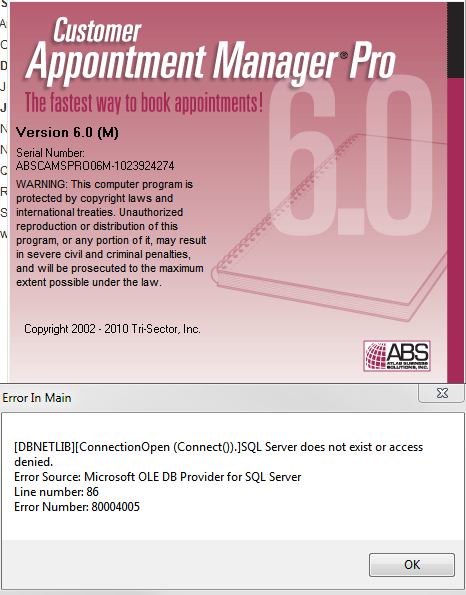 S
A
C
D
J
J
N
N
C
R
S
w
Customer
Appointment Manager® Pro
The fastest way to book appointments!
6.0
Version 6.0 (M)
Serial Number:
ABSCAMSPRO06M-1023924274
WARNING: This computer program is
protected by copyright laws and
international treaties. Unauthorized
reproduction or distribution of this
program, or any portion of it, may result
in severe civil and criminal penalties,
and will be prosecuted to the maximum
extent possible under the law.
Copyright 2002 - 2010 Tri-Sector, Inc.
ABS
ATLAS BUSINESS
SOLUTIONS, INC.
Error In Main
[DBNETLIB][ConnectionOpen (Connect()).]SQL Server does not exist or access
denied.
Error Source: Microsoft OLE DB Provider for SQL Server
Line number: 86
Error Number: 80004005
OK